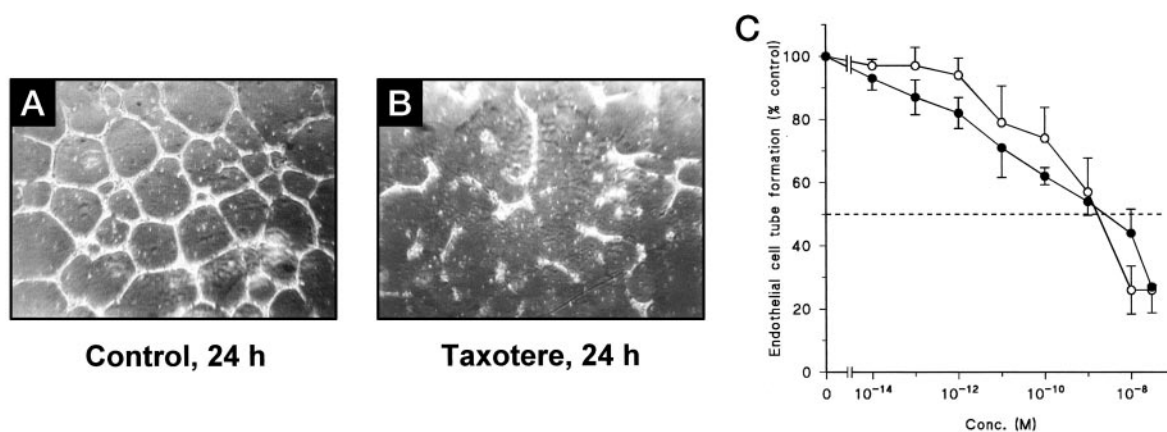 A
Control, 24 h
B
Taxotere, 24 h
C
Endothelial cell tube formation (% control)
100
80
60
40
20
0
0
10⁻¹⁴
10⁻¹²
10⁻¹⁰
10⁻⁸
Conc. (M)